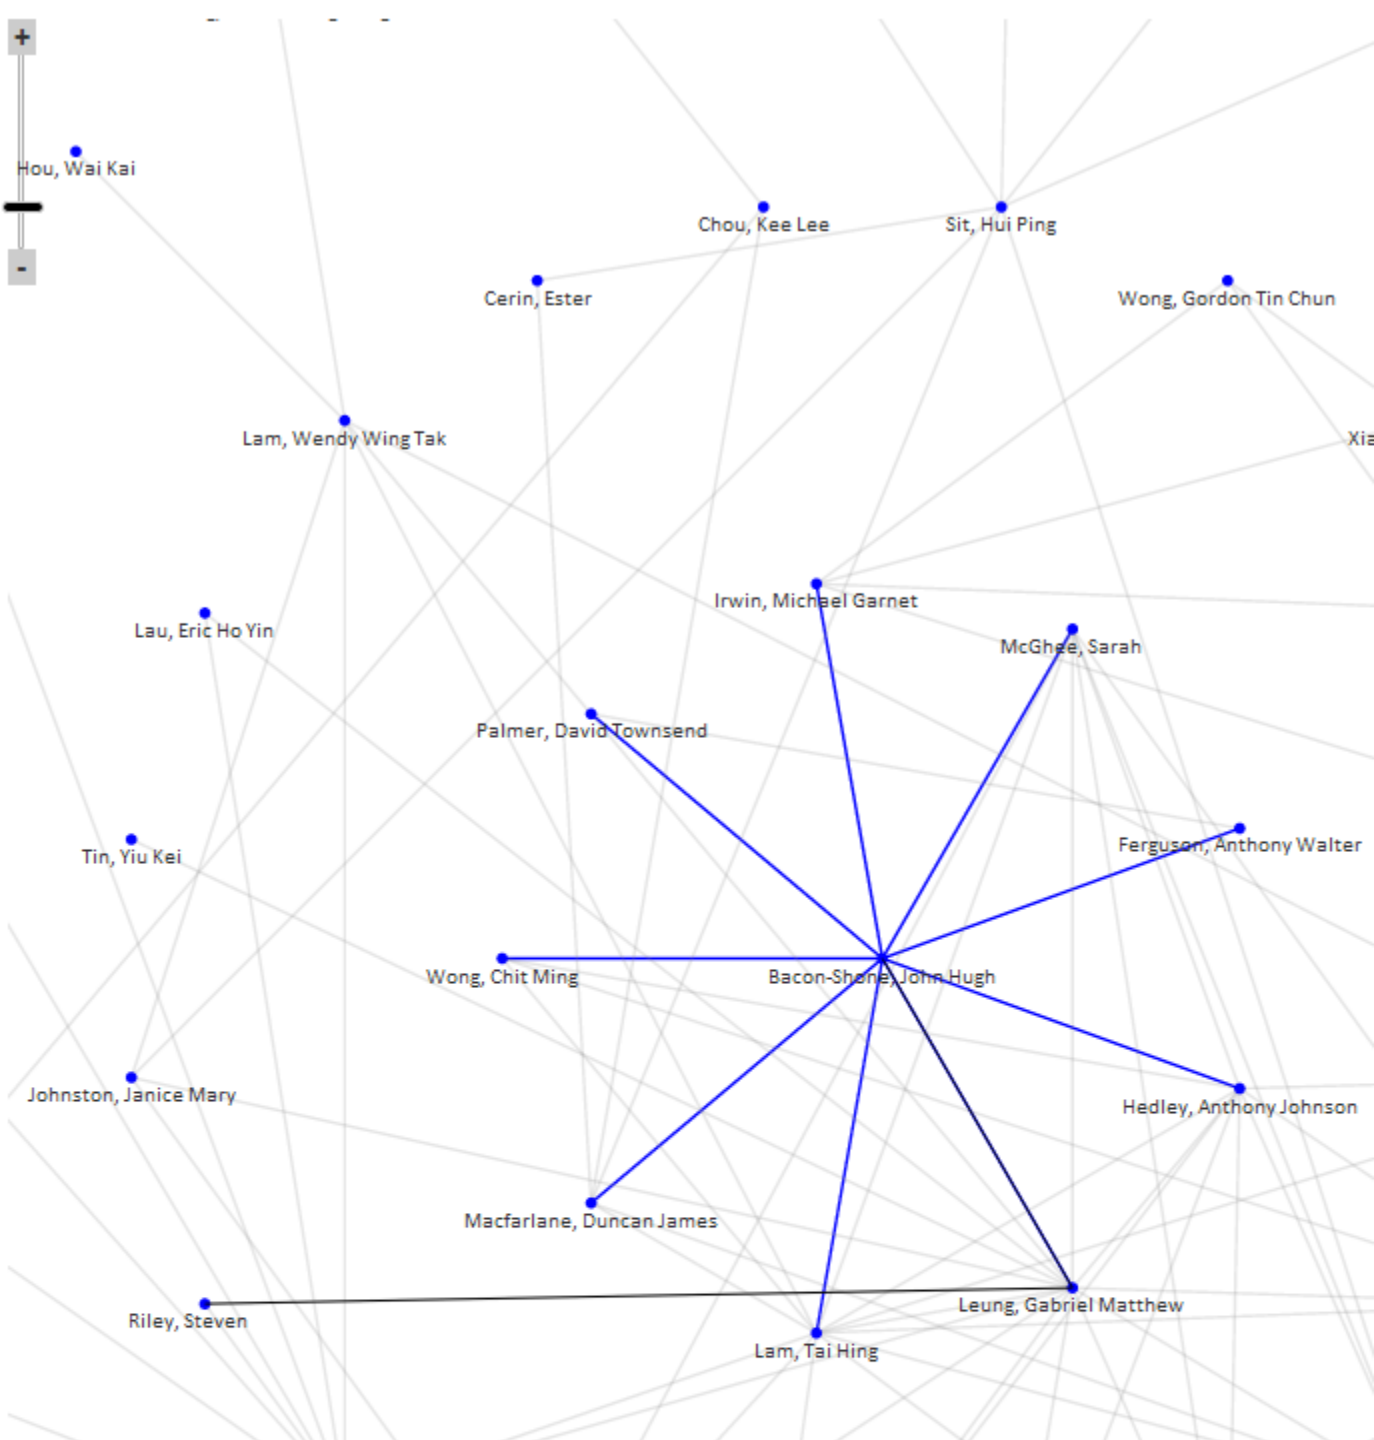 +
Hou, Wai Kai
Chou, Kee Lee
Sit, Hui Ping
-
Cerin, Ester
Wong, Gordon Tin Chun
Lam, Wendy Wing Tak
Xia
Irwin, Michael Garnet
Lau, Eric Ho Yin
McGhee, Sarah
Palmer, David Townsend
Ferguson, Anthony Walter
Tin, Yiu Kei
Wong, Chit Ming
Bacon-Shone, John Hugh
Johnston, Janice Mary
Hedley, Anthony Johnson
Macfarlane, Duncan James
Leung, Gabriel Matthew
Riley, Steven
Lam, Tai Hing